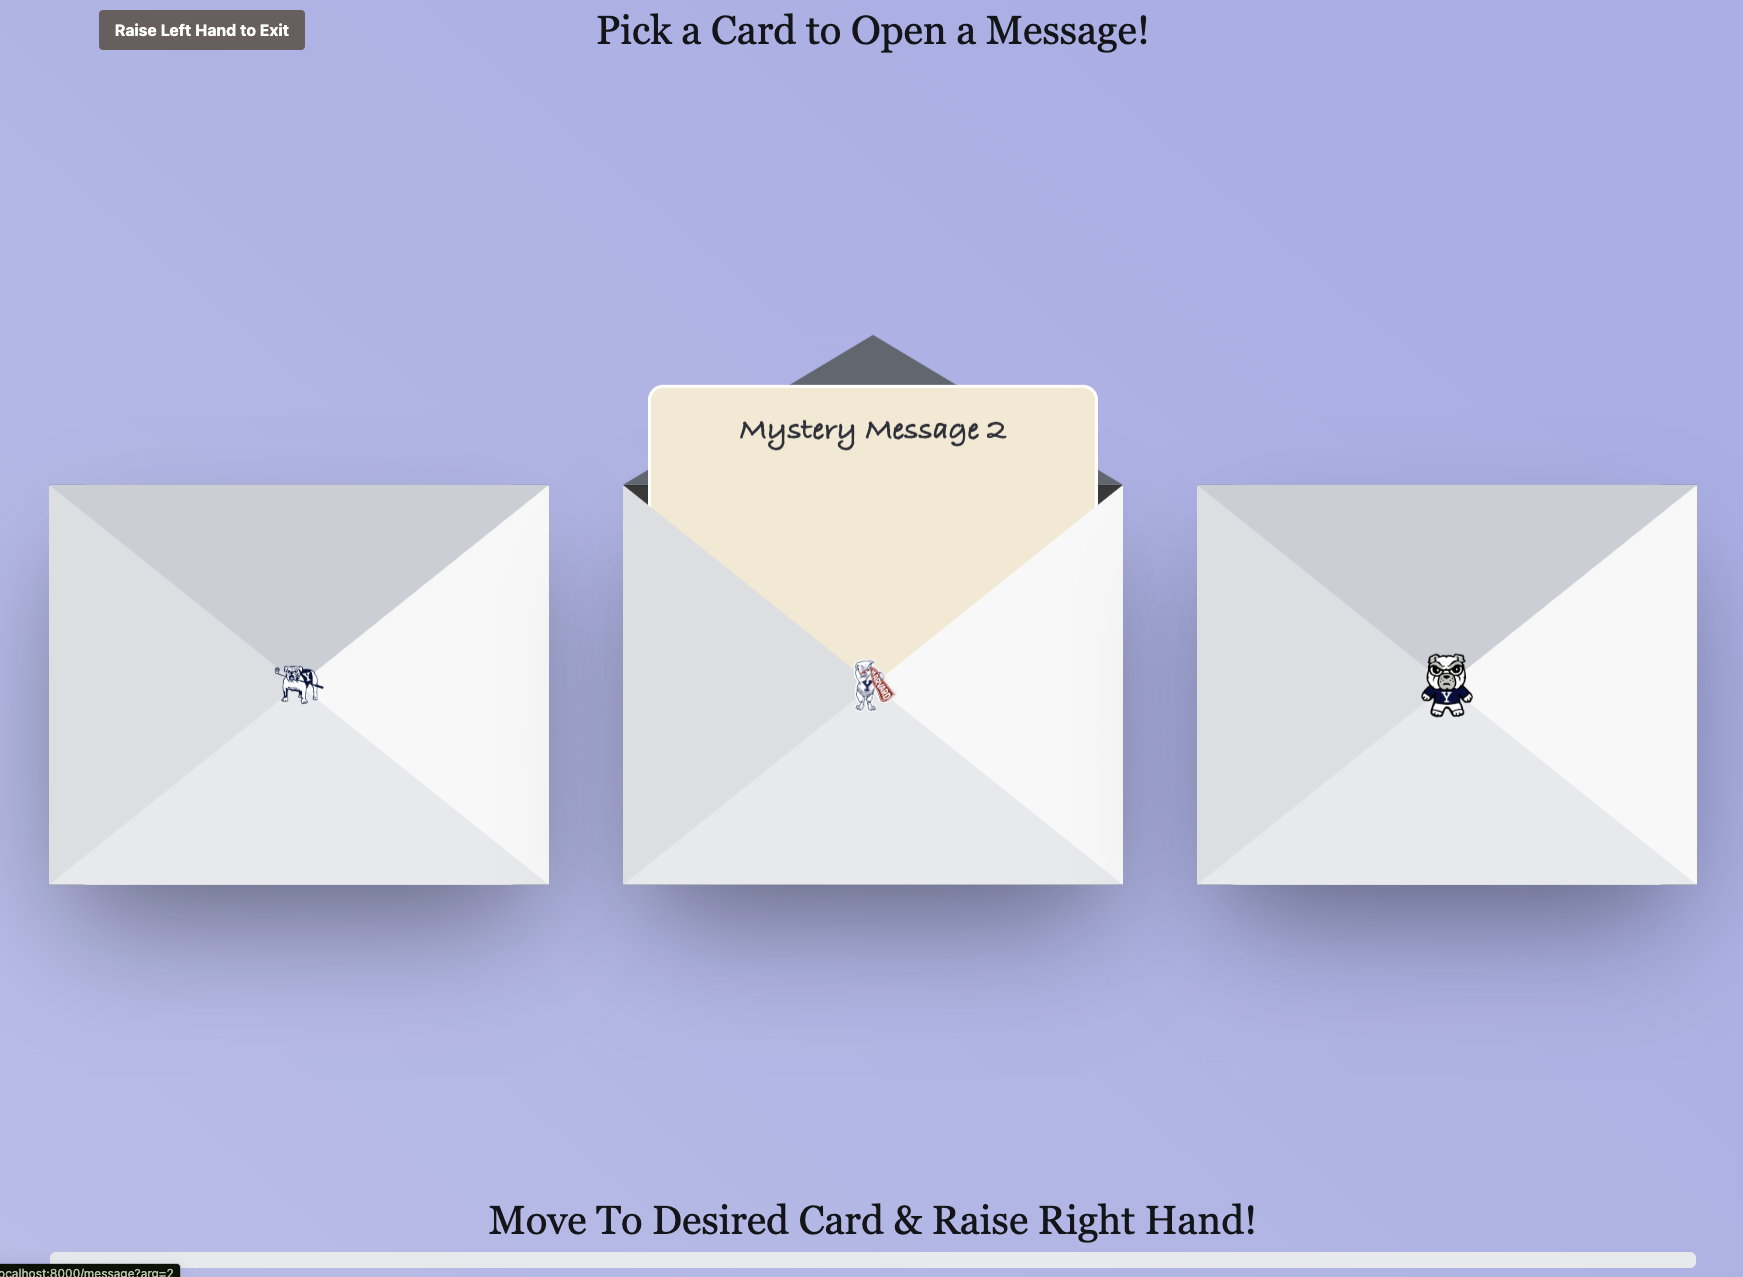 Raise Left Hand to Exit
Pick a Card to Open a Message!
Mystery Message 2
Y
HARVARD
Y
Move To Desired Card & Raise Right Hand!
ocalhost:8000/message?arg=2